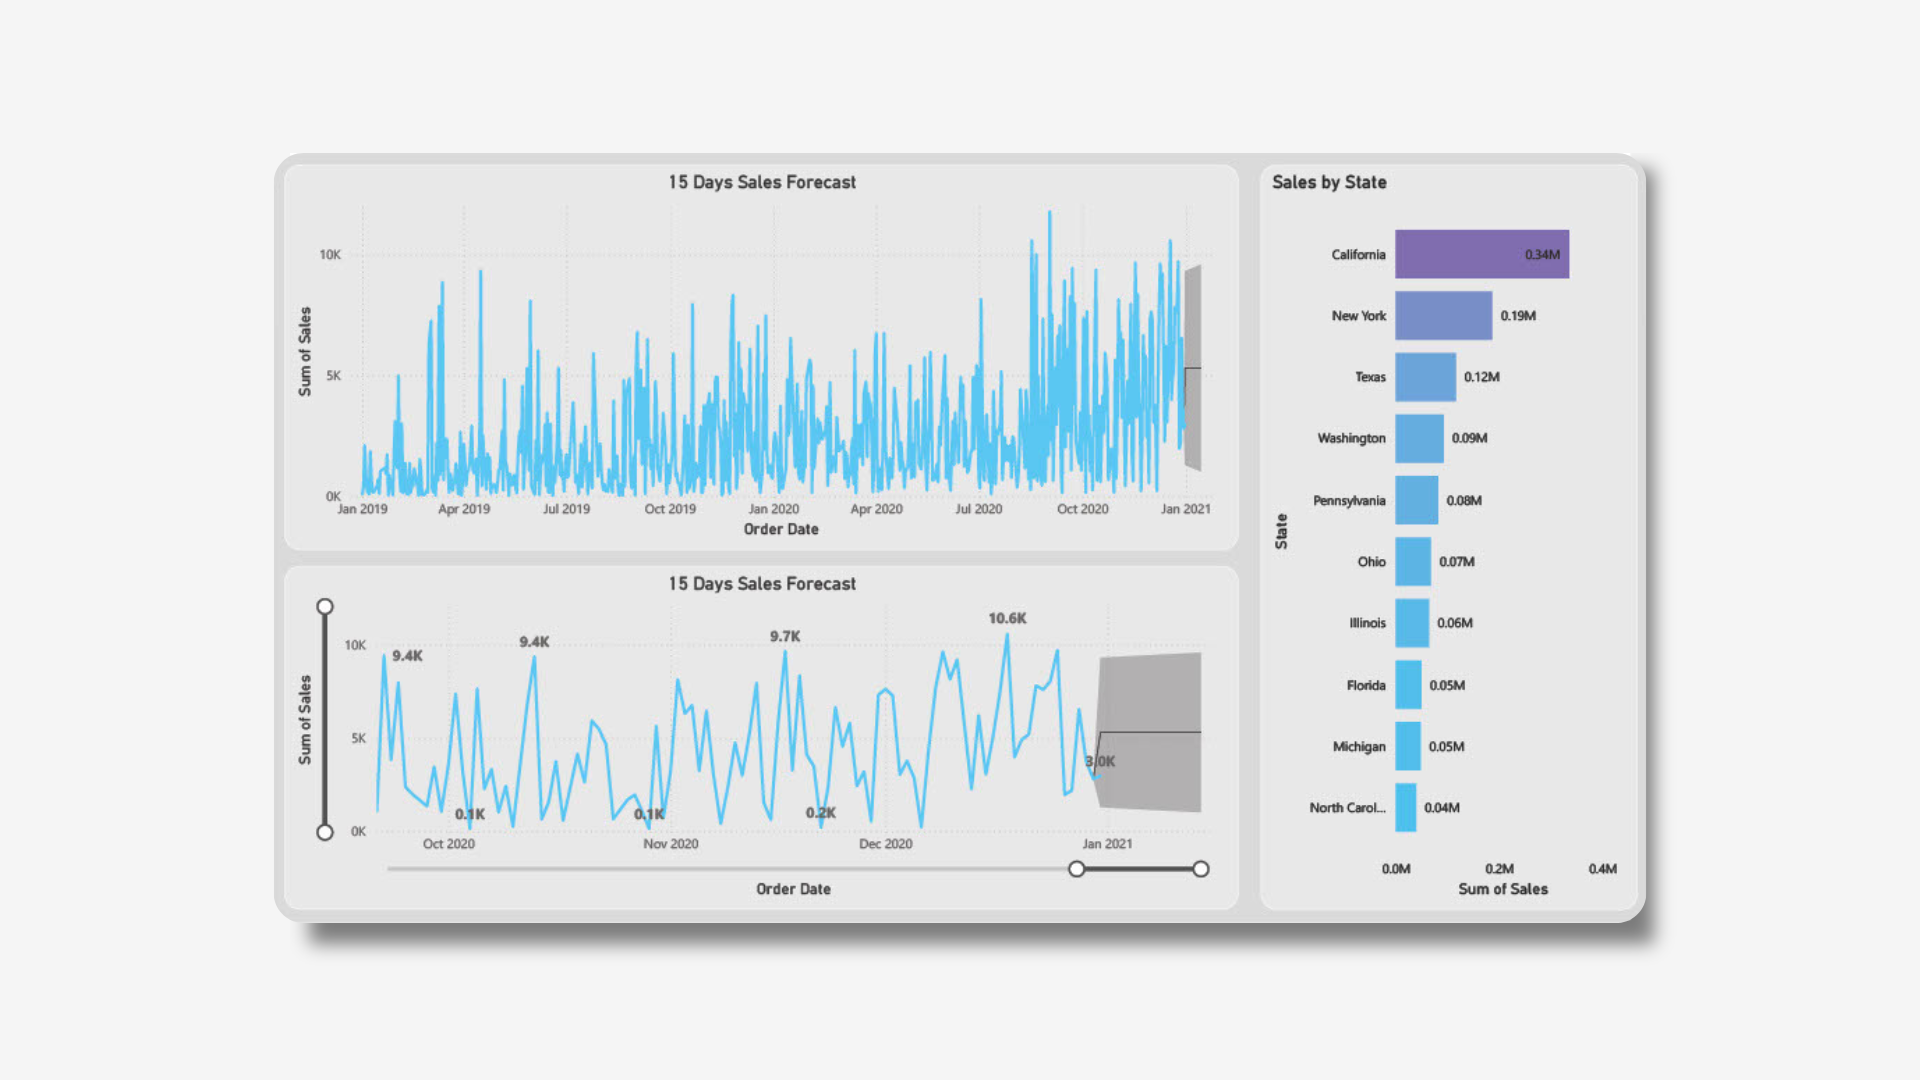 15 Days Sales Forecast
10K
5K
0K
Sum of Sales
Jan 2019 Apr 2019 Jul 2019 Oct 2019 Jan 2020 Apr 2020 Jul 2020 Oct 2020 Jan 2021
Order Date
15 Days Sales Forecast
10K
5K
0K
Sum of Sales
9.4K
9.4K
9.7K
10.6K
0.1K
0.1K
0.2K
3.0K
Oct 2020 Nov 2020 Dec 2020 Jan 2021
Order Date
Sales by State
State
California 0.34M
New York 0.19M
Texas 0.12M
Washington 0.09M
Pennsylvania 0.08M
Ohio 0.07M
Illinois 0.06M
Florida 0.05M
Michigan 0.05M
North Carol... 0.04M
0.0M 0.2M 0.4M
Sum of Sales